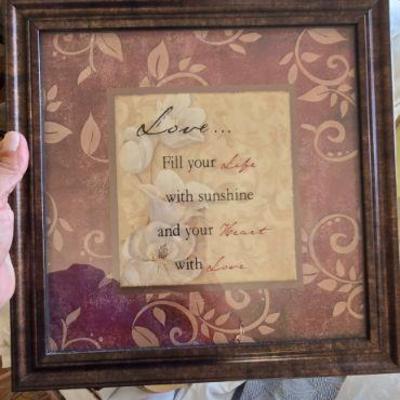 Love...
Fill your Life
with sunshine
and your Heart
with Love